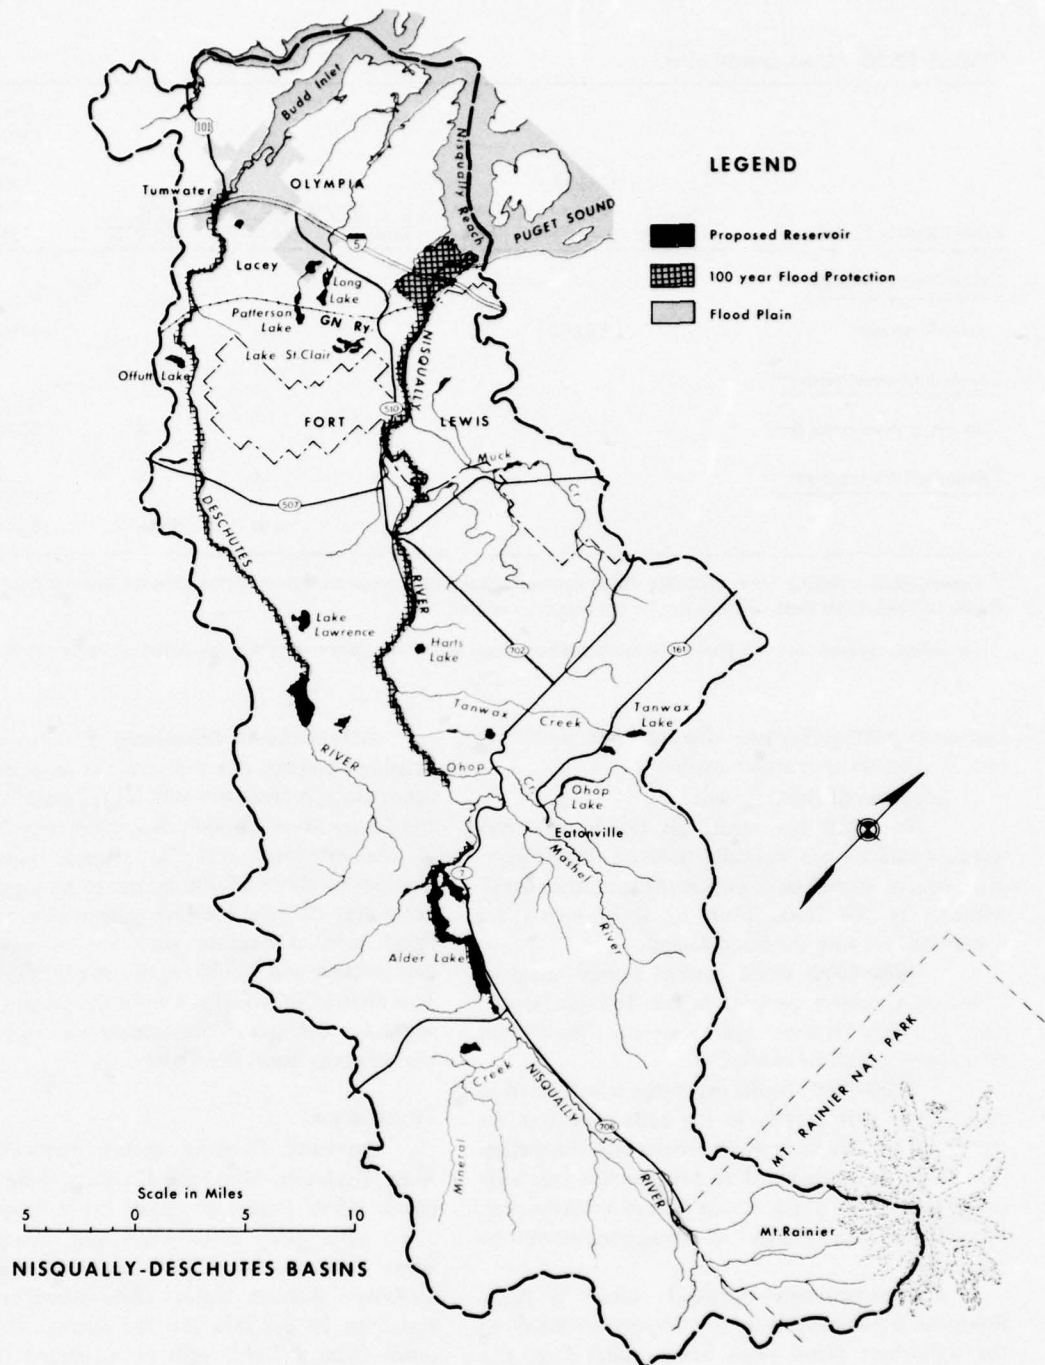 Budd Inlet
101
Nisqually Reach
LEGEND
Tumwater
OLYMPIA
PUGET SOUND
Proposed Reservoir
5
Lacey
100 year Flood Protection
Long
Lake
Patterson
Lake
GN Ry.
Flood Plain
Lake St. Clair
NISQUALLY
Offutt Lake
510
FORT
LEWIS
Muck
Cr.
507
DESCHUTES
RIVER
Lake
Lawrence
Harts
Lake
702
161
Tanwax
Creek
Tanwax
Lake
RIVER
Ohop
Cr.
Ohop
Lake
Eatonville
Mashel
River
7
Alder Lake
MT. RAINIER NAT. PARK
Creek
Mineral
NISQUALLY
706
RIVER
Mt. Rainier
Scale in Miles
5 0 5 10
NISQUALLY-DESCHUTES BASINS